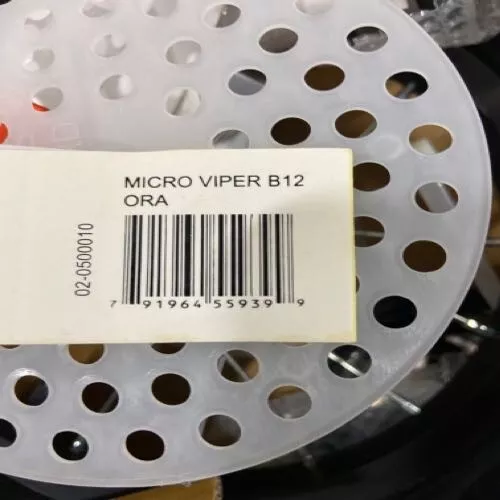 MICRO VIPER B12
ORA
02-0500010
7 91964 55939 9